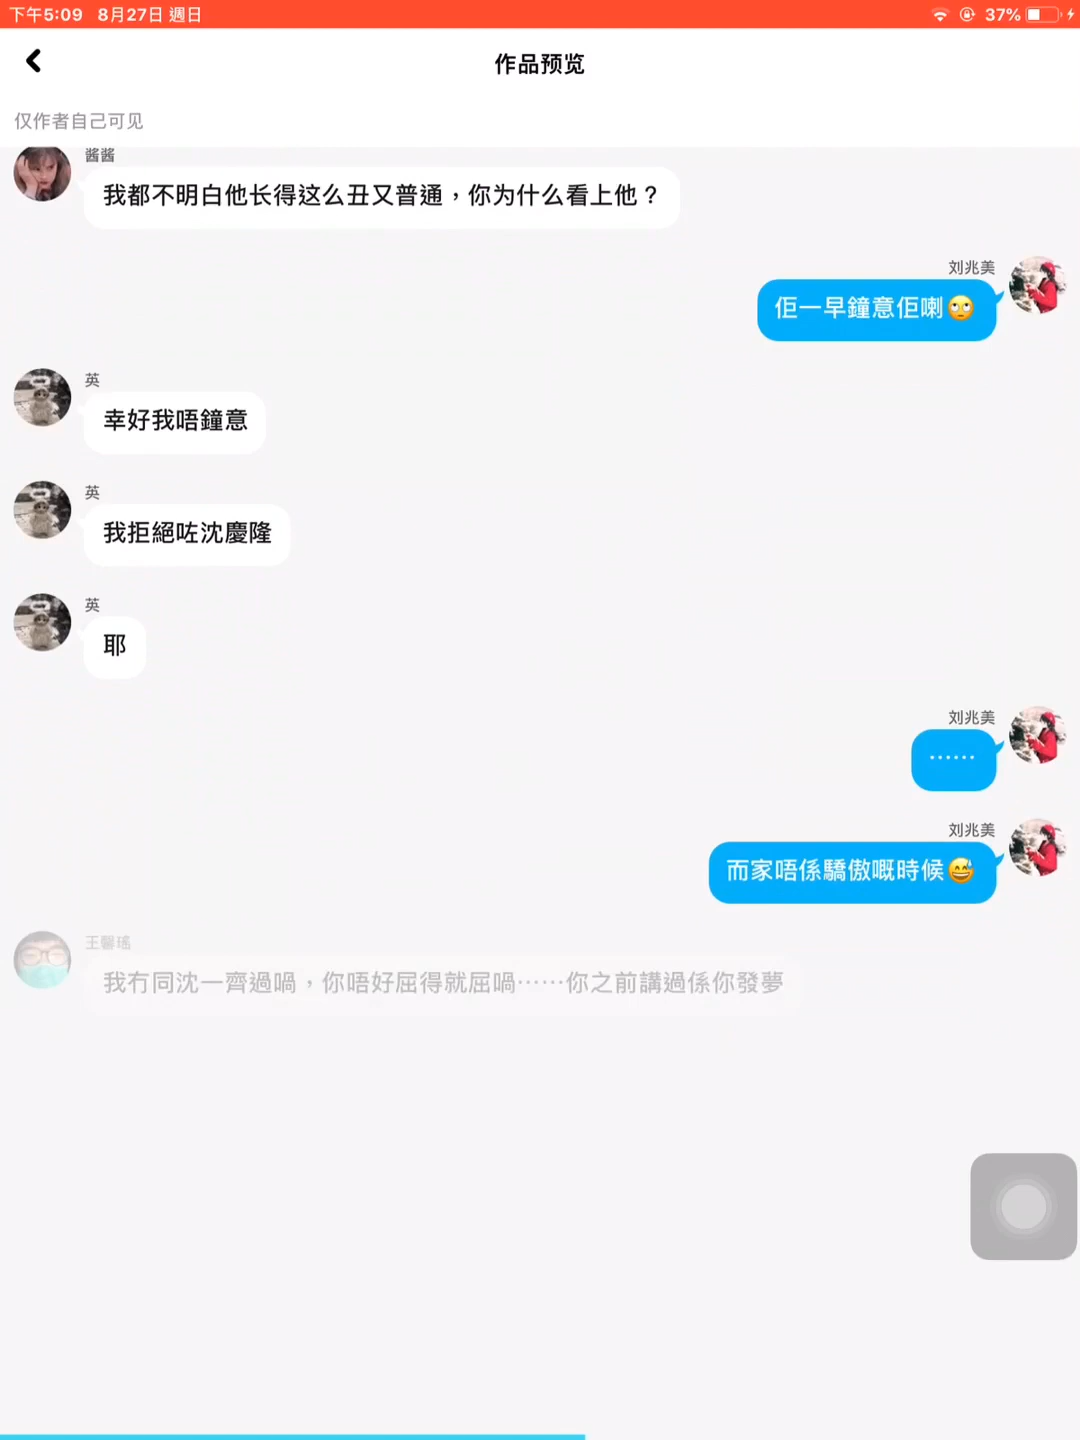 下午5:09 8月27日 週日 37%
作品预览
仅作者自己可见
酱酱
我都不明白他长得这么丑又普通，你为什么看上他？
刘兆美
佢一早鐘意佢喇🙄
英
幸好我唔鐘意
英
我拒絕咗沈慶隆
英
耶
刘兆美
······
刘兆美
而家唔係驕傲嘅時候😅
王馨瑤
我冇同沈一齊過喎，你唔好屈得就屈喎······你之前講過係你發夢